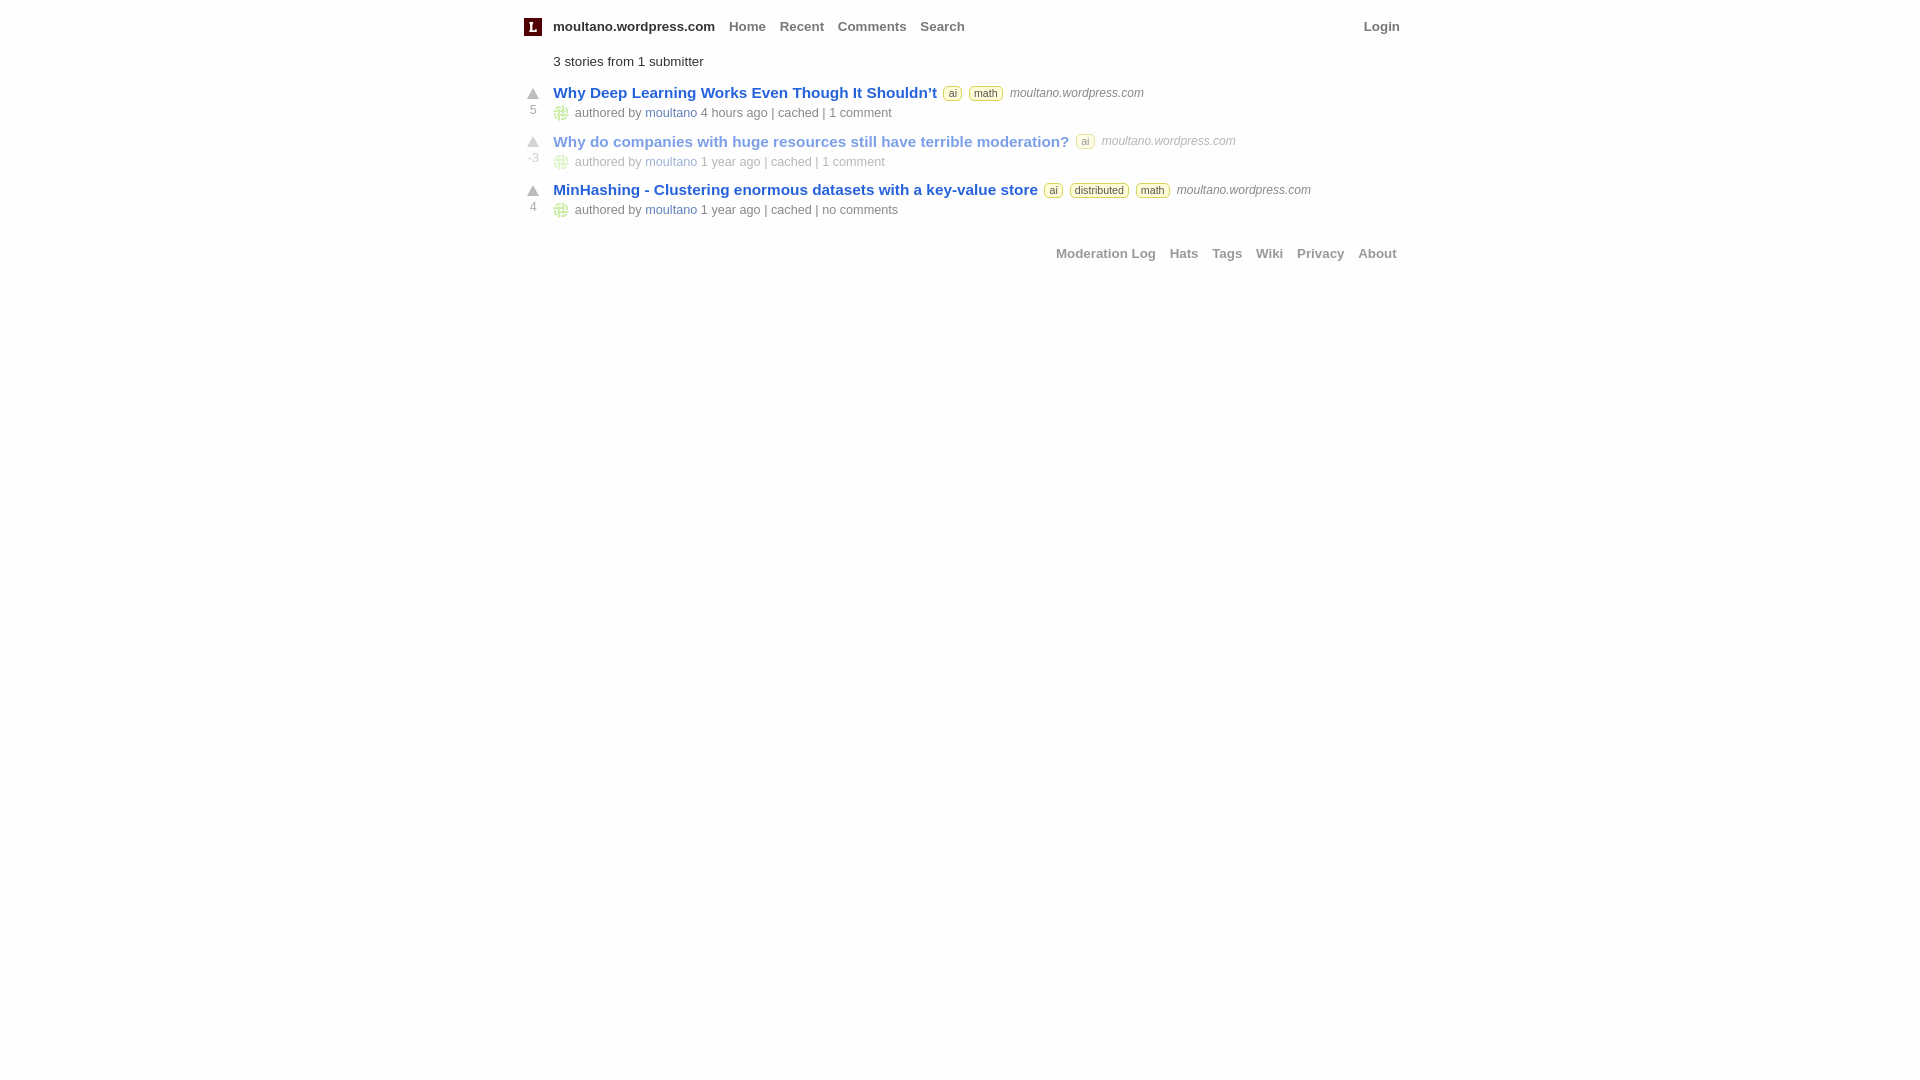 L moultano.wordpress.com Home Recent Comments Search Login
3 stories from 1 submitter
Why Deep Learning Works Even Though It Shouldn’t ai math moultano.wordpress.com
5 authored by moultano 4 hours ago | cached | 1 comment
Why do companies with huge resources still have terrible moderation? ai moultano.wordpress.com
-3 authored by moultano 1 year ago | cached | 1 comment
MinHashing - Clustering enormous datasets with a key-value store ai distributed math moultano.wordpress.com
4 authored by moultano 1 year ago | cached | no comments
Moderation Log Hats Tags Wiki Privacy About